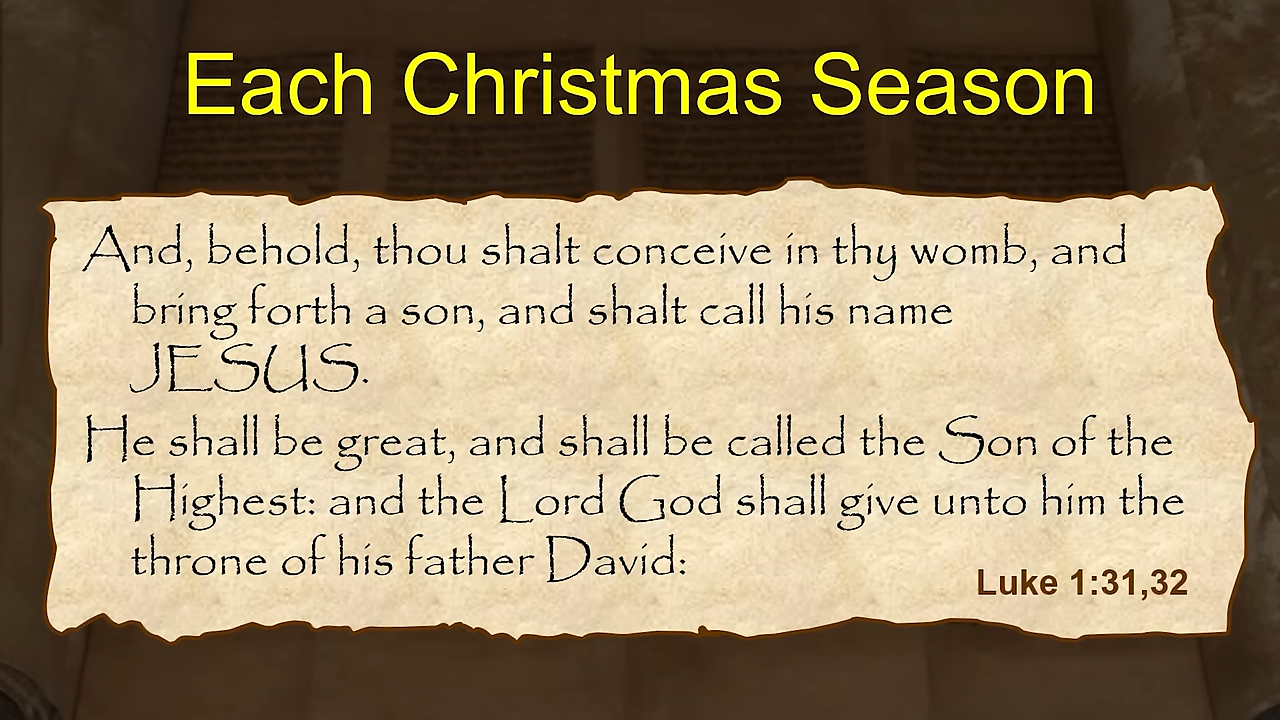 Each Christmas Season
And, behold, thou shalt conceive in thy womb, and
bring forth a son, and shalt call his name
JESUS.
He shall be great, and shall be called the Son of the
Highest: and the Lord God shall give unto him the
throne of his father David:
Luke 1:31,32